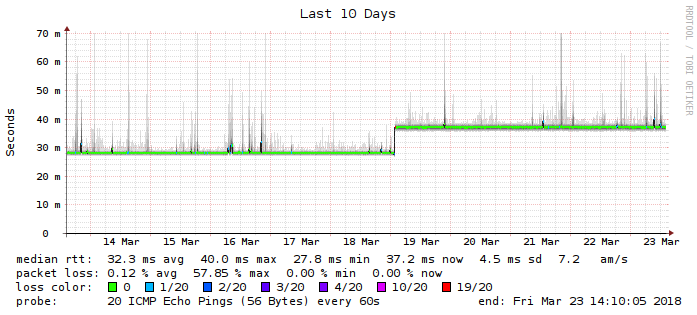 Last 10 Days
RRDTOOL / TOBI OETIKER
Seconds
70 m
60 m
50 m
40 m
30 m
20 m
10 m
0
14 Mar 15 Mar 16 Mar 17 Mar 18 Mar 19 Mar 20 Mar 21 Mar 22 Mar 23 Mar
median rtt: 32.3 ms avg 40.0 ms max 27.8 ms min 37.2 ms now 4.5 ms sd 7.2 am/s
packet loss: 0.12 % avg 57.85 % max 0.00 % min 0.00 % now
loss color: 0 1/20 2/20 3/20 4/20 10/20 19/20
probe: 20 ICMP Echo Pings (56 Bytes) every 60s end: Fri Mar 23 14:10:05 2018